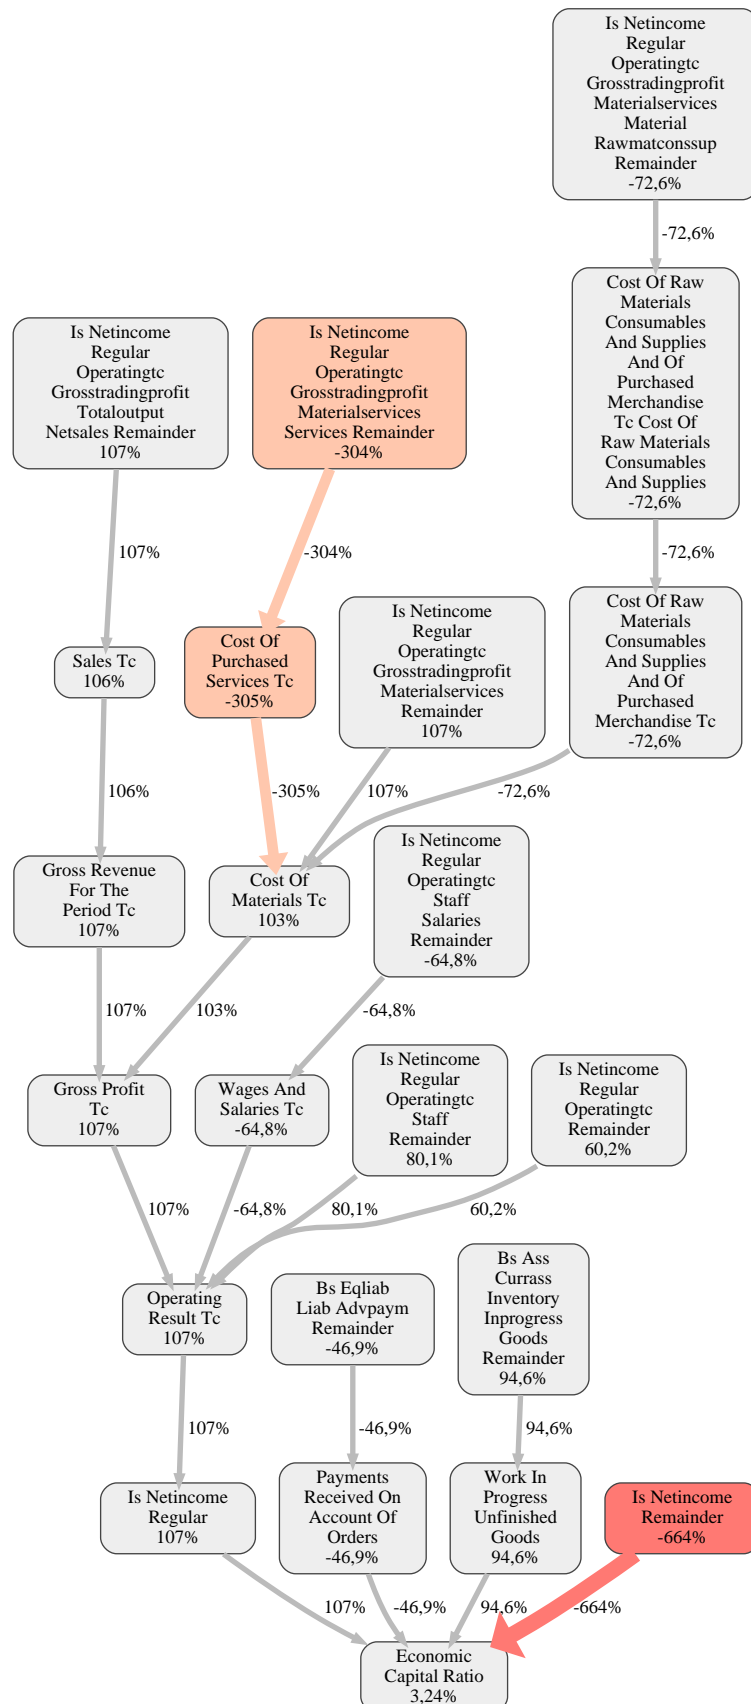 Is Netincome
Regular
Operatingtc
Grosstradingprofit
Materialservices
Material
Rawmatconssup
Remainder
-72,6%
-72,6%
Cost Of Raw
Materials
Consumables
And Supplies
And Of
Purchased
Merchandise
Tc Cost Of
Raw Materials
Consumables
And Supplies
-72,6%
Is Netincome
Regular
Operatingtc
Grosstradingprofit
Totaloutput
Netsales Remainder
107%
Is Netincome
Regular
Operatingtc
Grosstradingprofit
Materialservices
Services Remainder
-304%
107%
-304%
-72,6%
Sales Tc
106%
Cost Of
Purchased
Services Tc
-305%
Is Netincome
Regular
Operatingtc
Grosstradingprofit
Materialservices
Remainder
107%
Cost Of Raw
Materials
Consumables
And Supplies
And Of
Purchased
Merchandise Tc
-72,6%
106%
-305%
107%
-72,6%
Gross Revenue
For The
Period Tc
107%
Cost Of
Materials Tc
103%
Is Netincome
Regular
Operatingtc
Staff
Salaries
Remainder
-64,8%
107%
103%
-64,8%
Gross Profit
Tc
107%
Wages And
Salaries Tc
-64,8%
Is Netincome
Regular
Operatingtc
Staff
Remainder
80,1%
Is Netincome
Regular
Operatingtc
Remainder
60,2%
107%
-64,8%
80,1%
60,2%
Operating
Result Tc
107%
Bs Eqliab
Liab Advpaym
Remainder
-46,9%
Bs Ass
Currass
Inventory
Inprogress
Goods
Remainder
94,6%
107%
-46,9%
94,6%
Is Netincome
Regular
107%
Payments
Received On
Account Of
Orders
-46,9%
Work In
Progress
Unfinished
Goods
94,6%
Is Netincome
Remainder
-664%
107%
-46,9%
94,6%
-664%
Economic
Capital Ratio
3,24%